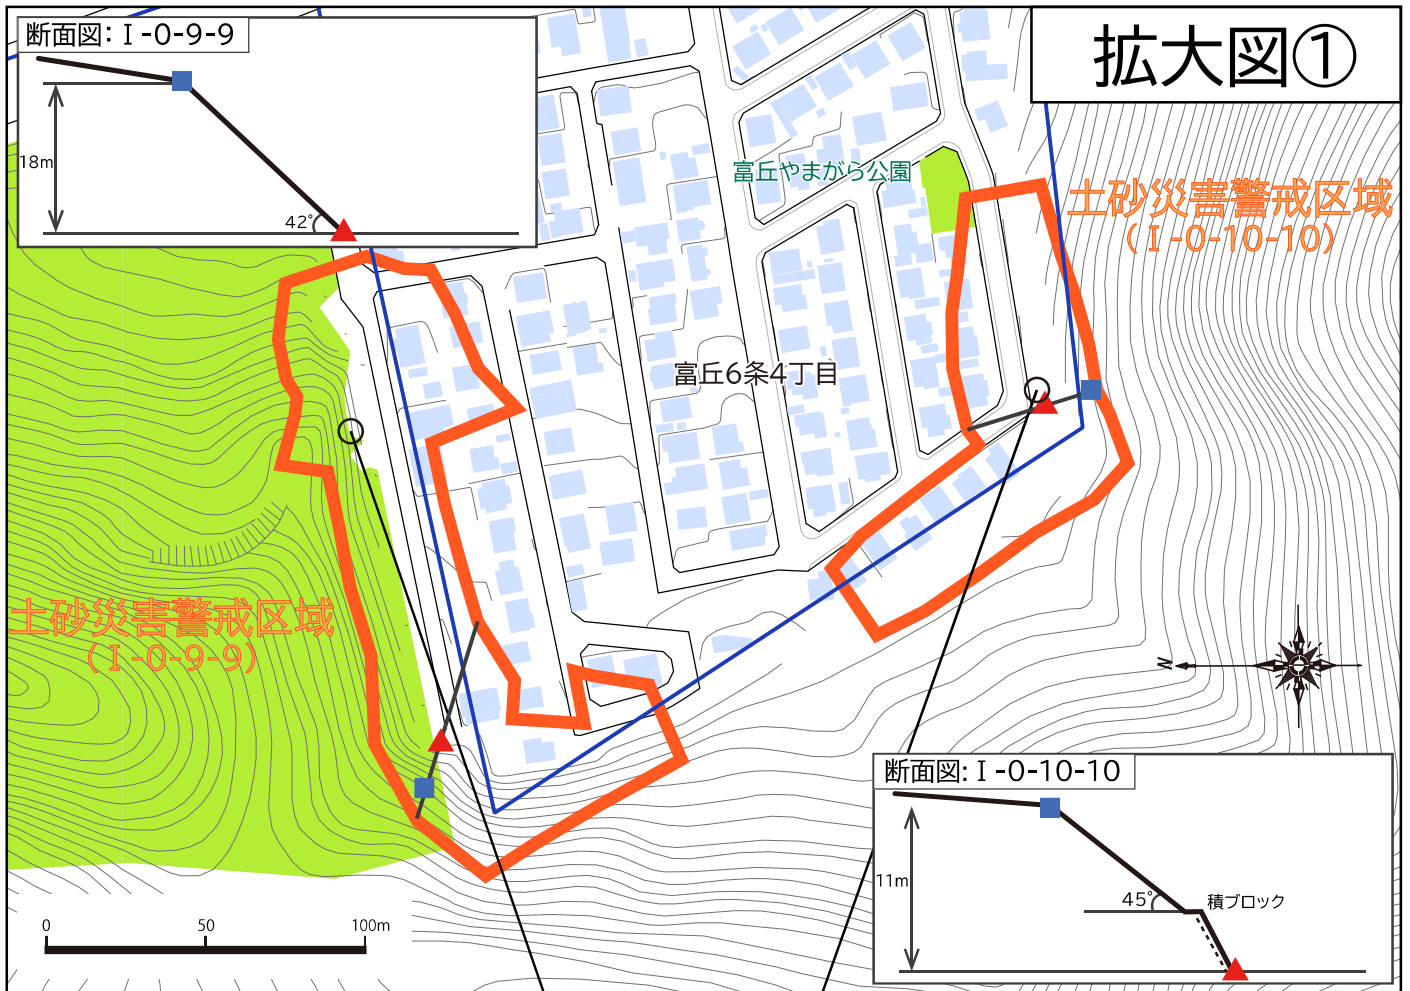 断面図：Ⅰ-0-9-9
18m
42°
拡大図①
富丘やまがら公園
土砂災害警戒区域
(Ⅰ-0-10-10)
富丘6条4丁目
土砂災害警戒区域
(Ⅰ-0-9-9)
N
断面図：Ⅰ-0-10-10
11m
45°
積ブロック
0 50 100m